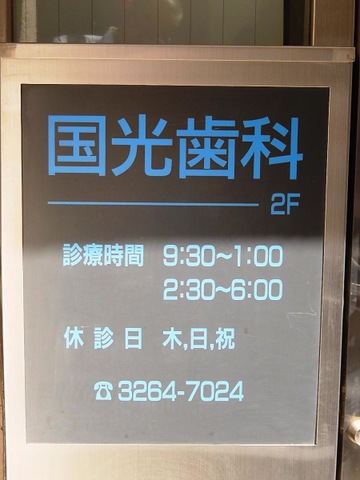 国光歯科
2F
診療時間 9:30~1:00
2:30~6:00
休診日 木,日,祝
☎3264-7024